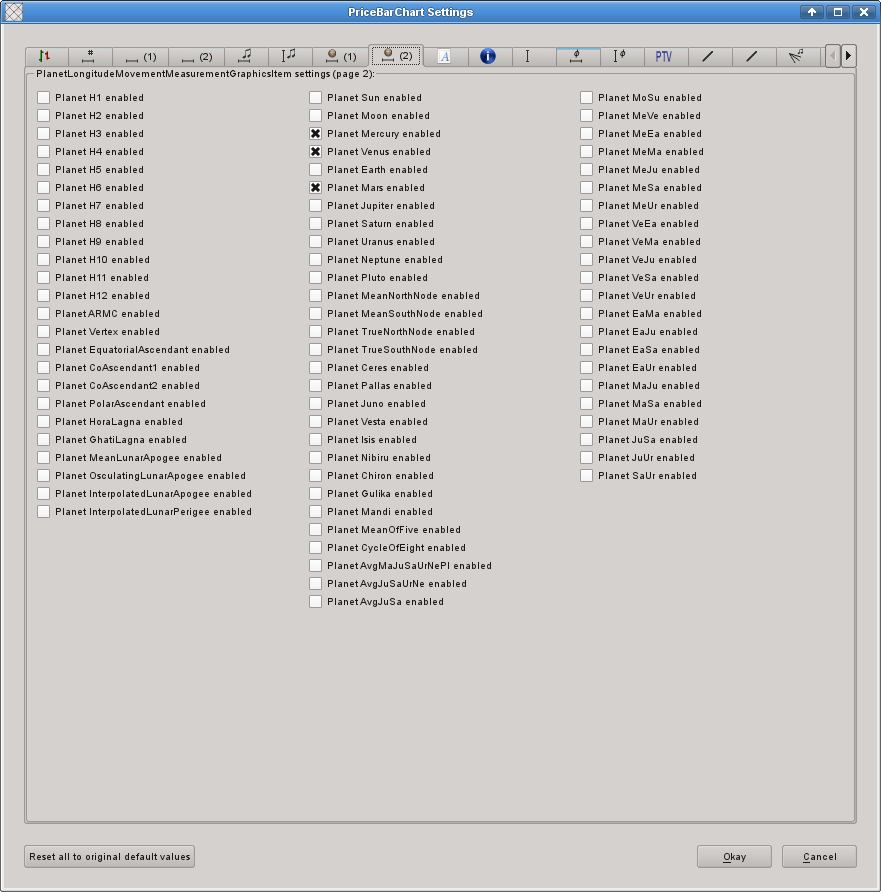 PriceBarChart Settings
# (1) (2) (1) (2) A i PTV
PlanetLongitudeMovementMeasurementGraphicsItem settings (page 2):
Planet H1 enabled
Planet H2 enabled
Planet H3 enabled
Planet H4 enabled
Planet H5 enabled
Planet H6 enabled
Planet H7 enabled
Planet H8 enabled
Planet H9 enabled
Planet H10 enabled
Planet H11 enabled
Planet H12 enabled
Planet ARMC enabled
Planet Vertex enabled
Planet EquatorialAscendant enabled
Planet CoAscendant1 enabled
Planet CoAscendant2 enabled
Planet PolarAscendant enabled
Planet HoraLagna enabled
Planet GhatiLagna enabled
Planet MeanLunarApogee enabled
Planet OsculatingLunarApogee enabled
Planet InterpolatedLunarApogee enabled
Planet InterpolatedLunarPerigee enabled
Planet Sun enabled
Planet Moon enabled
Planet Mercury enabled
Planet Venus enabled
Planet Earth enabled
Planet Mars enabled
Planet Jupiter enabled
Planet Saturn enabled
Planet Uranus enabled
Planet Neptune enabled
Planet Pluto enabled
Planet MeanNorthNode enabled
Planet MeanSouthNode enabled
Planet TrueNorthNode enabled
Planet TrueSouthNode enabled
Planet Ceres enabled
Planet Pallas enabled
Planet Juno enabled
Planet Vesta enabled
Planet Isis enabled
Planet Nibiru enabled
Planet Chiron enabled
Planet Gulika enabled
Planet Mandi enabled
Planet MeanOfFive enabled
Planet CycleOfEight enabled
Planet AvgMaJuSaUrNePl enabled
Planet AvgJuSaUrNe enabled
Planet AvgJuSa enabled
Planet MoSu enabled
Planet MeVe enabled
Planet MeEa enabled
Planet MeMa enabled
Planet MeJu enabled
Planet MeSa enabled
Planet MeUr enabled
Planet VeEa enabled
Planet VeMa enabled
Planet VeJu enabled
Planet VeSa enabled
Planet VeUr enabled
Planet EaMa enabled
Planet EaJu enabled
Planet EaSa enabled
Planet EaUr enabled
Planet MaJu enabled
Planet MaSa enabled
Planet MaUr enabled
Planet JuSa enabled
Planet JuUr enabled
Planet SaUr enabled
Reset all to original default values
Okay
Cancel